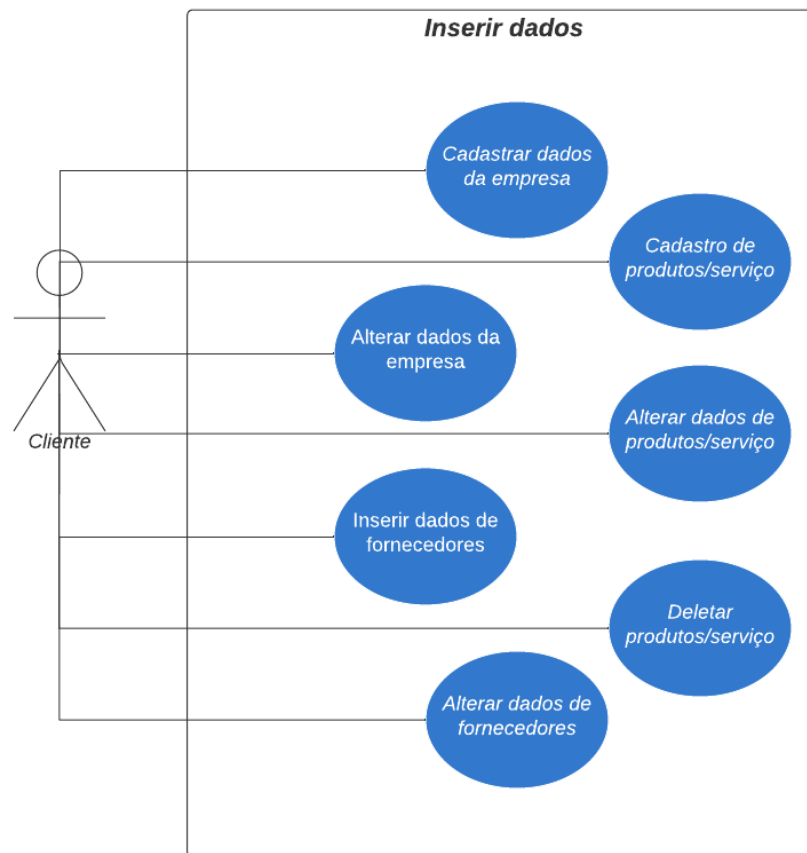 Inserir dados
Cadastrar dados
da empresa
Cadastro de
produtos/serviço
Alterar dados da
empresa
Alterar dados de
produtos/serviço
Cliente
Inserir dados de
fornecedores
Deletar
produtos/serviço
Alterar dados de
fornecedores